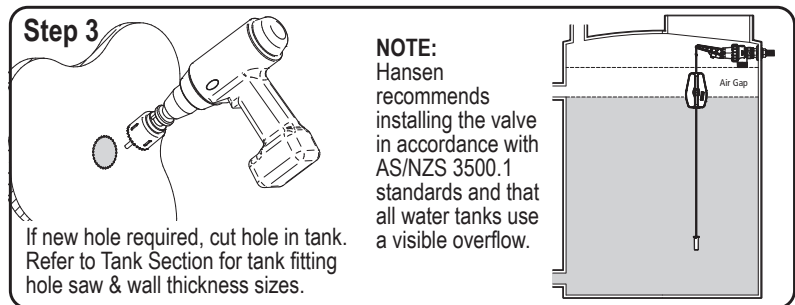 Step 3
If new hole required, cut hole in tank.
Refer to Tank Section for tank fitting
hole saw & wall thickness sizes.
NOTE:
Hansen
recommends
installing the valve
in accordance with
AS/NZS 3500.1
standards and that
all water tanks use
a visible overflow.
Air Gap